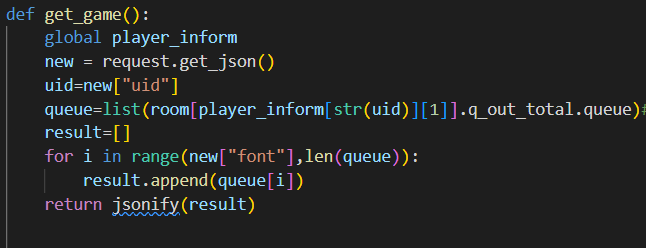 def get_game():
    global player_inform
    new = request.get_json()
    uid=new["uid"]
    queue=list(room[player_inform[str(uid)][1]].q_out_total.queue)#
    result=[]
    for i in range(new["font"],len(queue)):
        result.append(queue[i])
    return jsonify(result)